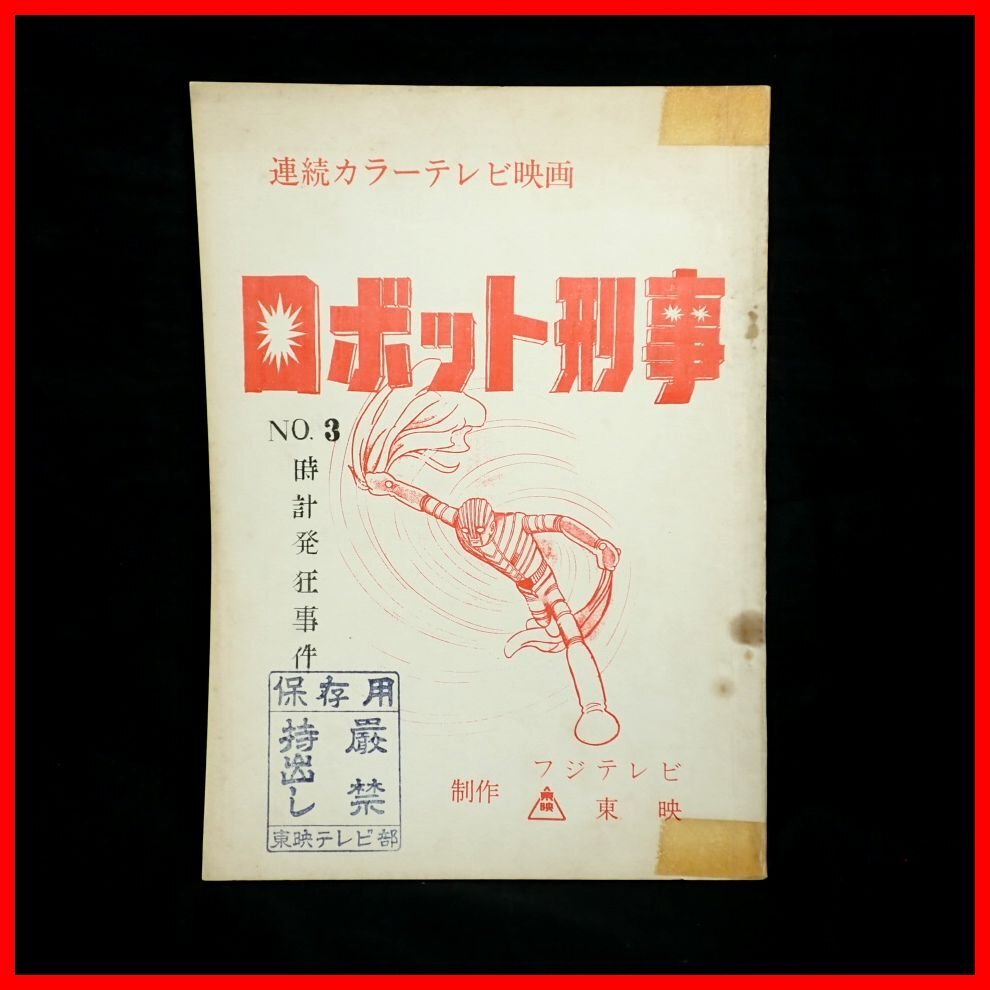 連続カラーテレビ映画
ロボット刑事
NO. 3
時計発狂事件
保存用
厳禁
持出し
東映テレビ部
制作
フジテレビ
東映
東映